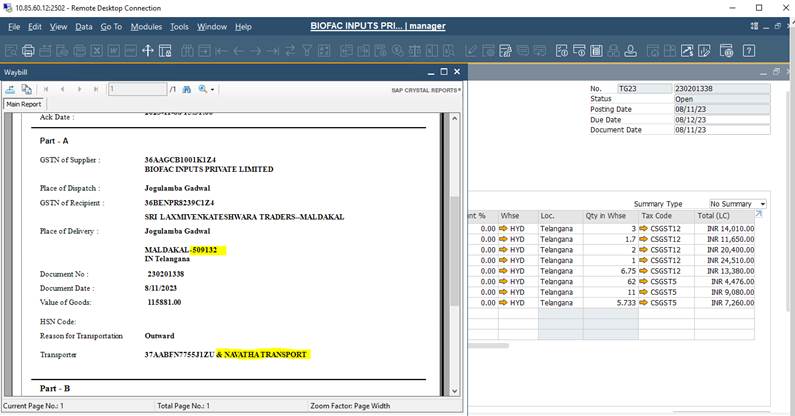 10.85.60.12:2502 - Remote Desktop Connection
File Edit View Data Go To Modules Tools Window Help BIOFAC INPUTS PRI... | manager
Waybill
1 /1 SAP CRYSTAL REPORTS®
Main Report
Ack Date :
Part - A
GSTN of Supplier : 36AAGCB1001K1Z4
BIOFAC INPUTS PRIVATE LIMITED
Place of Dispatch : Jogulamba Gadwal
GSTN of Recipient : 36BENPR8239C1Z4
SRI LAXMIVENKATESHWARA TRADERS--MALDAKAL
Place of Delivery : Jogulamba Gadwal
MALDAKAL-509132
IN Telangana
Document No : 230201338
Document Date : 8/11/2023
Value of Goods: 115881.00
HSN Code:
Reason for Transportation Outward
Transporter 37AABFN7755J1ZU & NAVATHA TRANSPORT
Part - B
Current Page No.: 1 Total Page No.: 1 Zoom Factor: Page Width
No. TG23 230201338
Status Open
Posting Date 08/11/23
Due Date 08/12/23
Document Date 08/11/23
Summary Type No Summary
nt % Whse Loc. Qty in Whse Tax Code Total (LC)
0.00 HYD Telangana 3 CSGST12 INR 14,010.00
0.00 HYD Telangana 1.7 CSGST12 INR 11,650.00
0.00 HYD Telangana 2 CSGST12 INR 20,400.00
0.00 HYD Telangana 1 CSGST12 INR 24,510.00
0.00 HYD Telangana 6.75 CSGST12 INR 13,380.00
0.00 HYD Telangana 62 CSGST5 INR 4,476.00
0.00 HYD Telangana 11 CSGST5 INR 9,080.00
0.00 HYD Telangana 5.733 CSGST5 INR 7,260.00